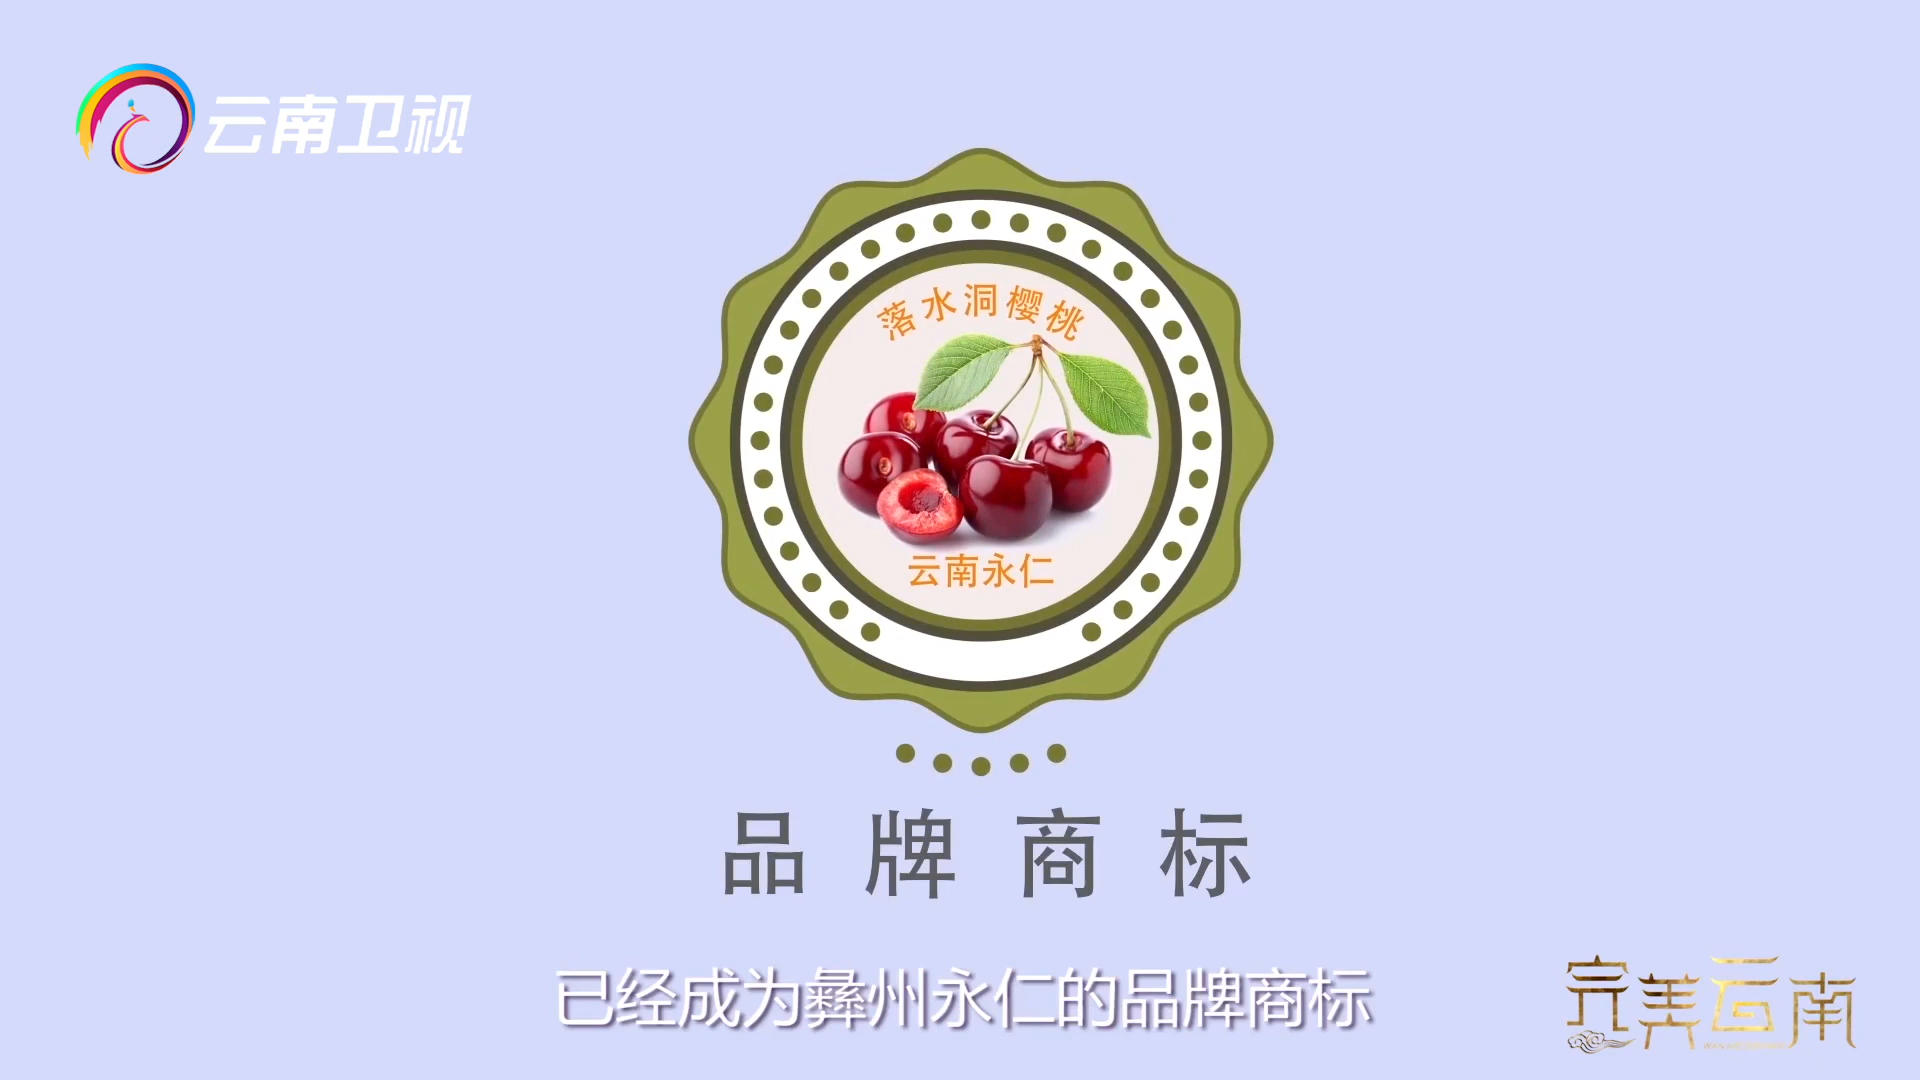 云南卫视
落水洞樱桃
云南永仁
品牌商标
已经成为彝州永仁的品牌商标
完美云南